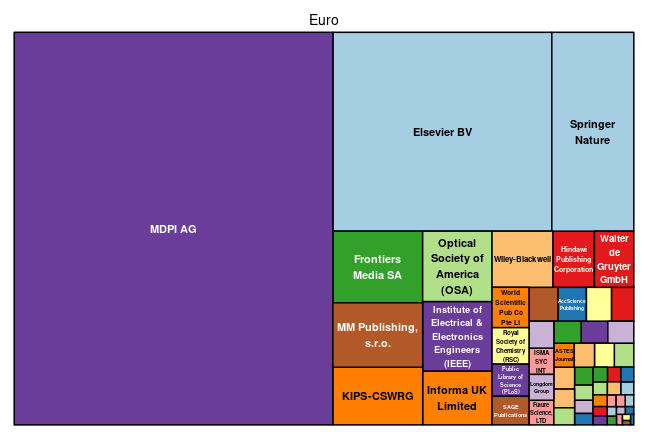 Euro
MDPI AG
Elsevier BV
Springer
Nature
Frontiers
Media SA
Optical
Society of
America
(OSA)
Wiley-Blackwell
Hindawi
Publishing
Corporation
Walter
de
Gruyter
GmbH
MM Publishing,
s.r.o.
Institute of
Electrical &
Electronics
Engineers
(IEEE)
World
Scientific
Pub Co
Pte Lt
AccScience
Publishing
Royal
Society of
Chemistry
(RSC)
ISMA
SYC
INT
ASTES
Journal
KIPS-CSWRG
Informa UK
Limited
Public
Library of
Science
(PLoS)
Longdom
Group
SAGE
Publications
Future
Science,
LTD